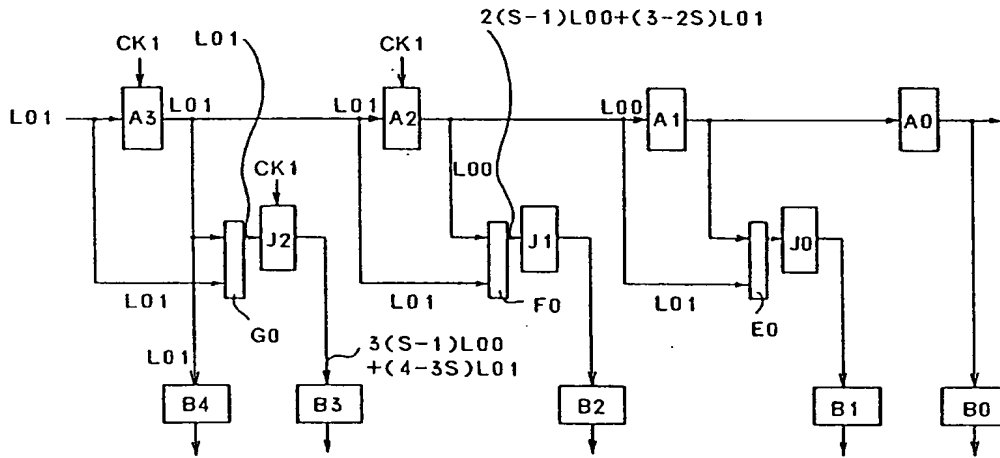 2(S-1)L00+(3-2S)L01
CK1
L01
CK1
L01
A3
L01
L01
A2
L00
A1
A0
CK1
L00
J2
J1
J0
L01
G0
L01
F0
L01
E0
L01
3(S-1)L00
+(4-3S)L01
B4
B3
B2
B1
B0